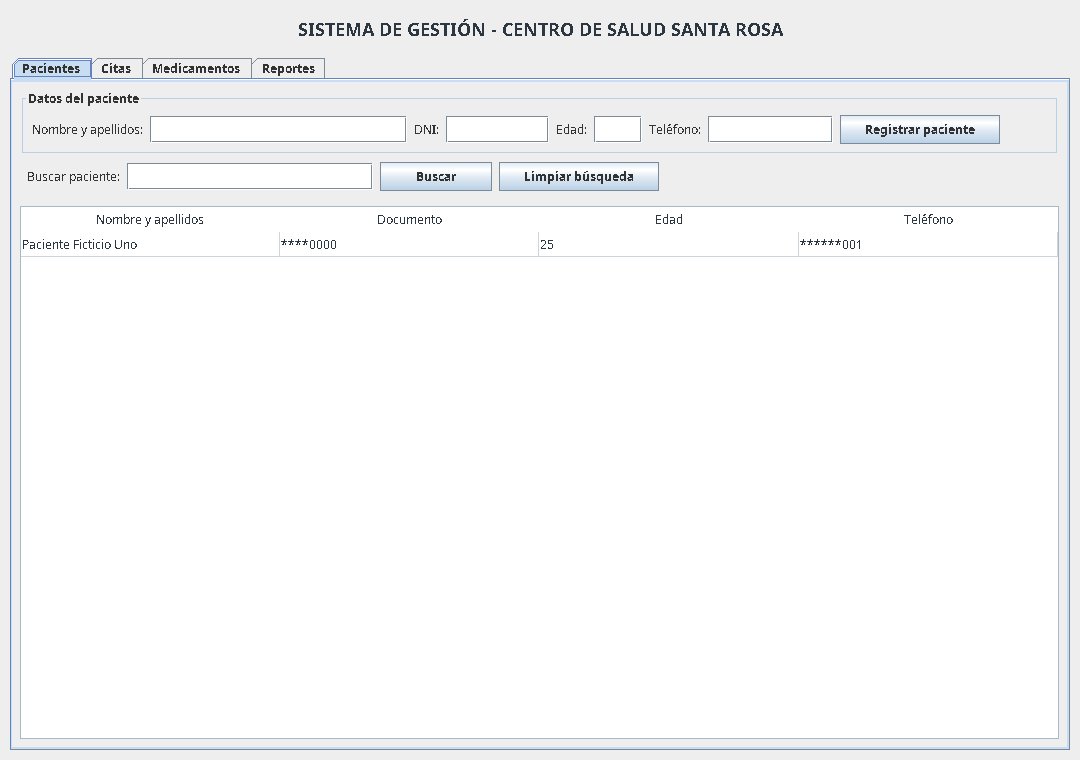 SISTEMA DE GESTIÓN - CENTRO DE SALUD SANTA ROSA
Pacientes Citas Medicamentos Reportes
Datos del paciente
Nombre y apellidos: DNI: Edad: Teléfono: Registrar paciente
Buscar paciente: Buscar Limpiar búsqueda
Nombre y apellidos Documento Edad Teléfono
Paciente Ficticio Uno ****0000 25 ******001